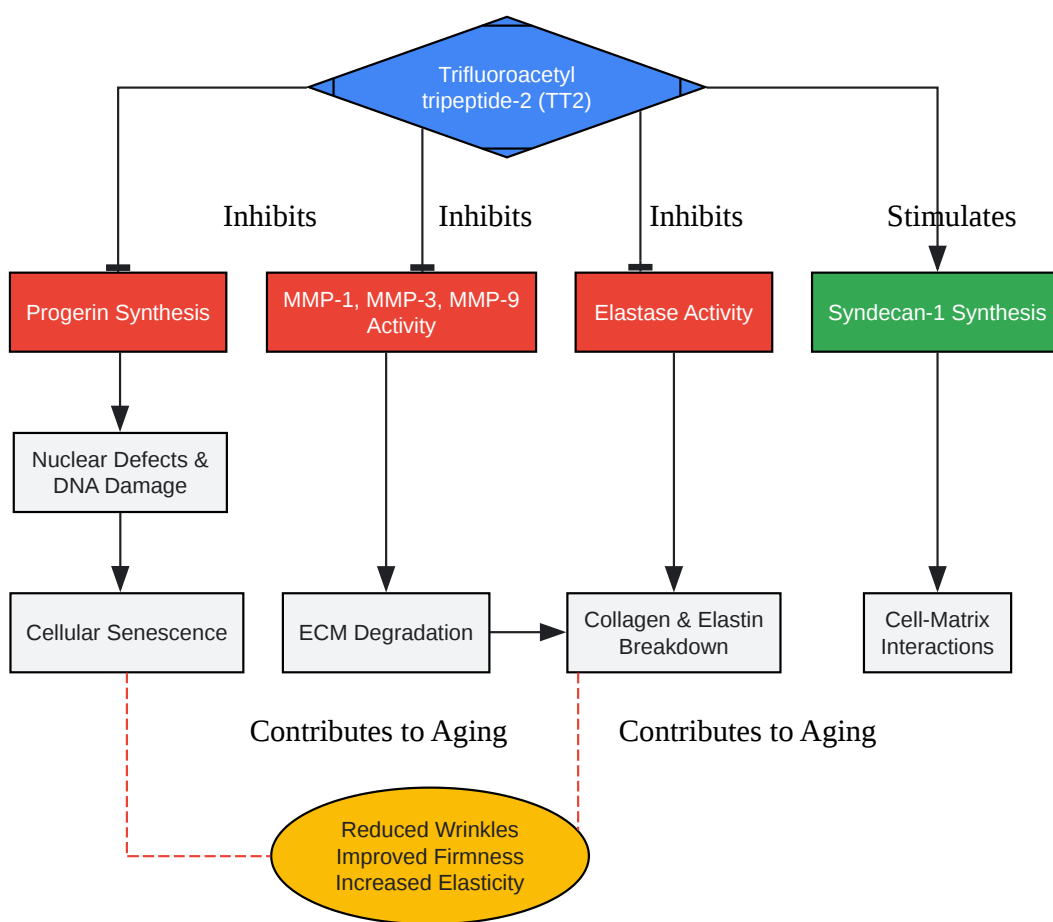 Trifluoroacetyl
tripeptide-2 (TT2)
Inhibits
Inhibits
Inhibits
Stimulates
Progerin Synthesis
MMP-1, MMP-3, MMP-9
Activity
Elastase Activity
Syndecan-1 Synthesis
Nuclear Defects &
DNA Damage
Cellular Senescence
ECM Degradation
Collagen & Elastin
Breakdown
Cell-Matrix
Interactions
Contributes to Aging
Contributes to Aging
Reduced Wrinkles
Improved Firmness
Increased Elasticity